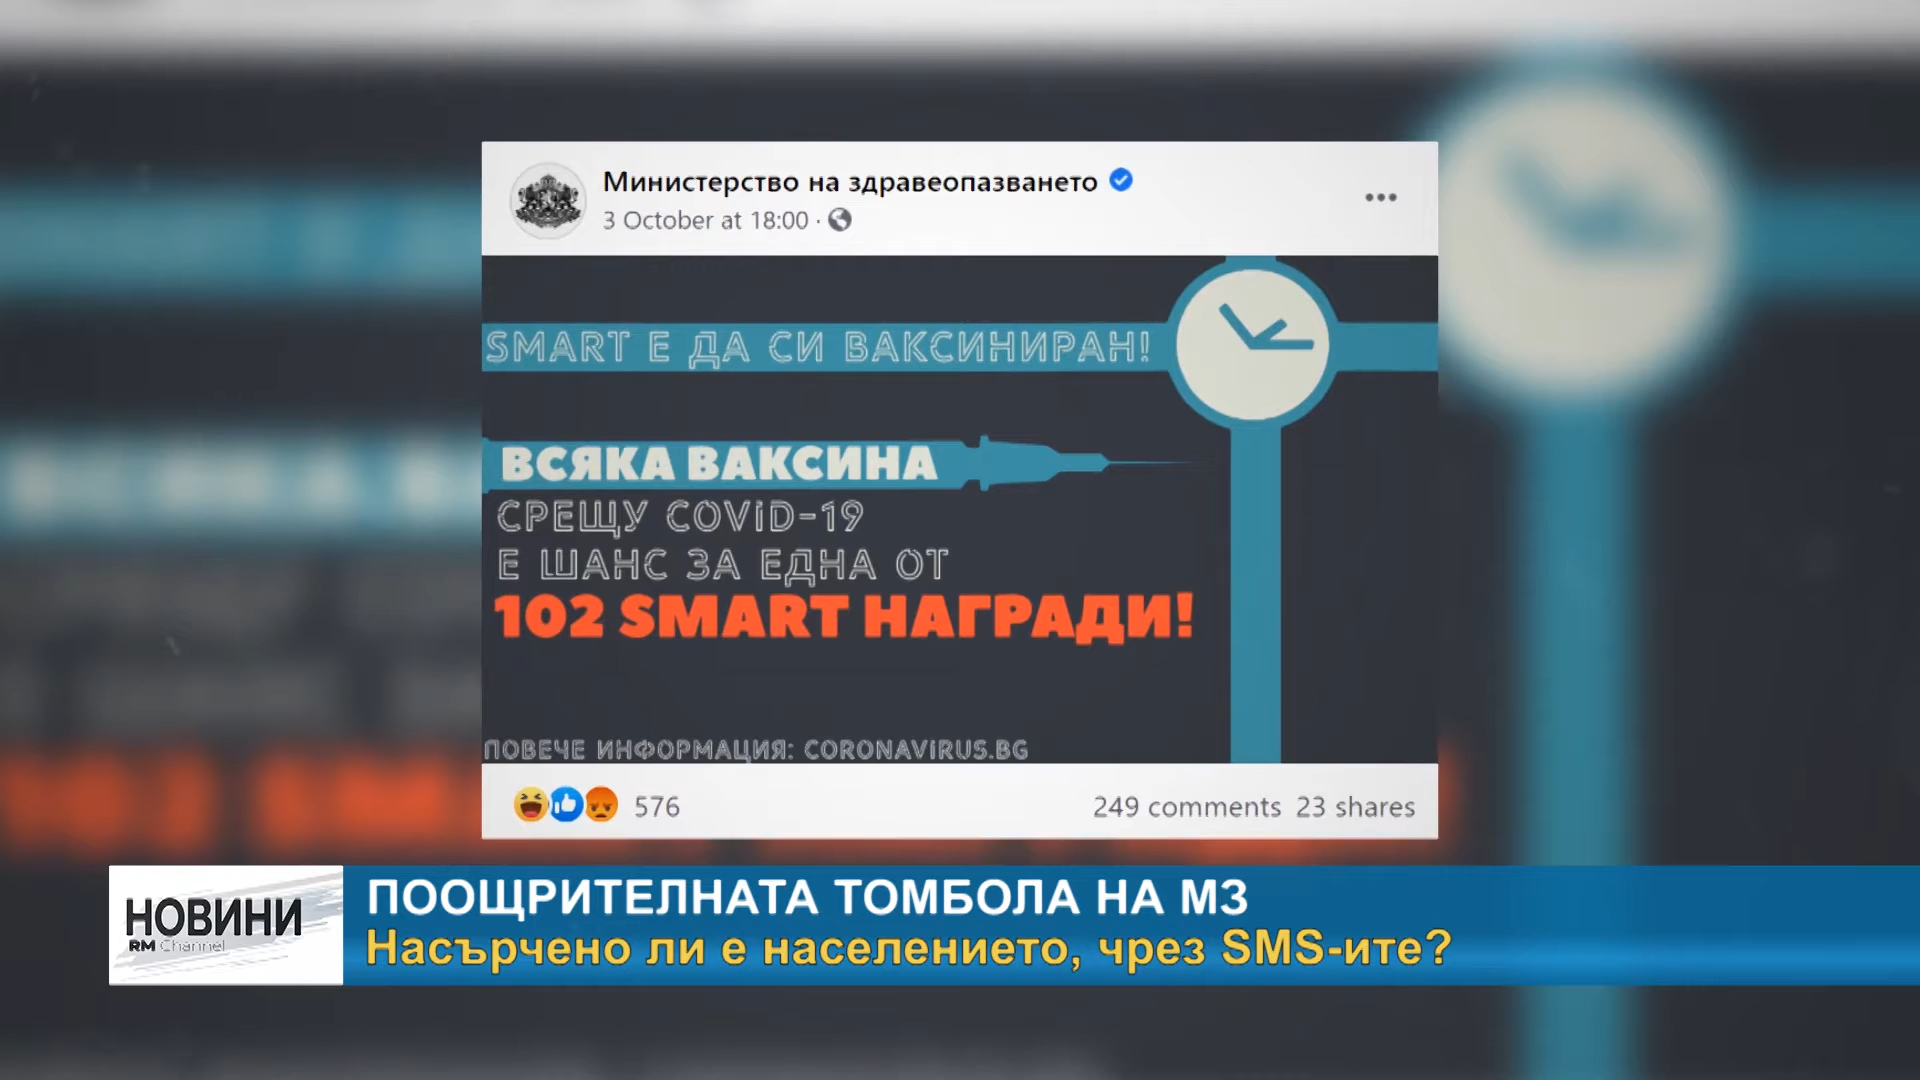 Министерство на здравеопазването
3 October at 18:00 ·
SMART Е ДА СИ ВАКСИНИРАН!
ВСЯКА ВАКСИНА
СРЕЩУ COViD-19
Е ШАНС ЗА ЕДНА ОТ
102 SMART НАГРАДИ!
ПОВЕЧЕ ИНФОРМАЦИЯ: CORONAViRUS.BG
576
249 comments 23 shares
НОВИНИ
RM Channel
ПООЩРИТЕЛНАТА ТОМБОЛА НА МЗ
Насърчено ли е населението, чрез SMS-ите?